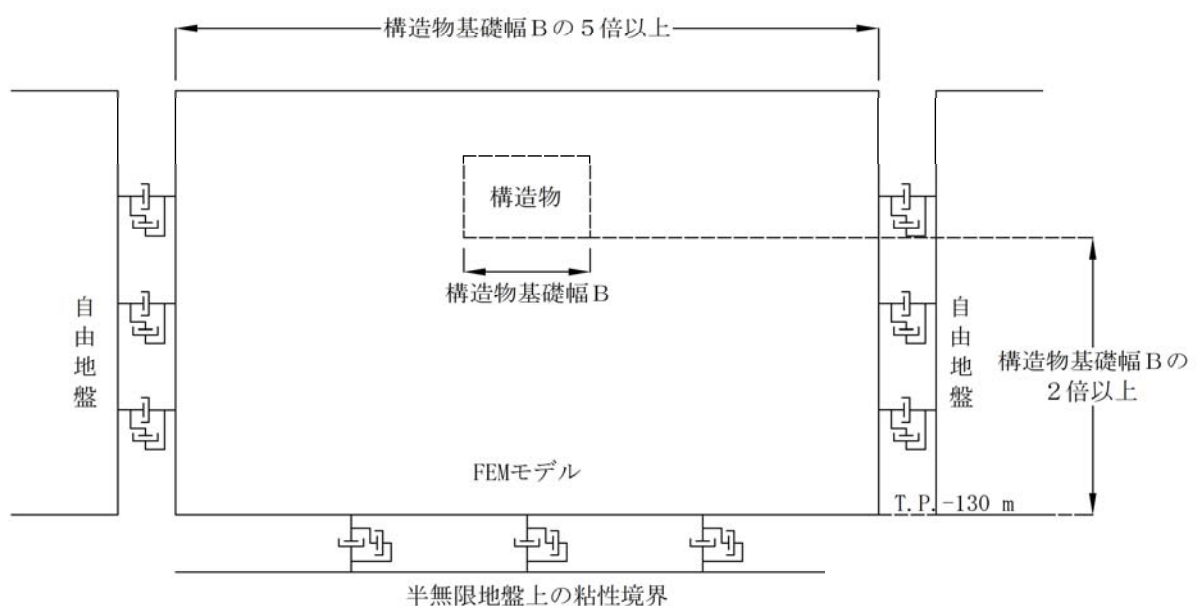 構造物基礎幅Ｂの５倍以上
構造物
構造物基礎幅Ｂ
自由地盤
自由地盤
構造物基礎幅Ｂの
２倍以上
FEMモデル
T.P.-130 m
半無限地盤上の粘性境界